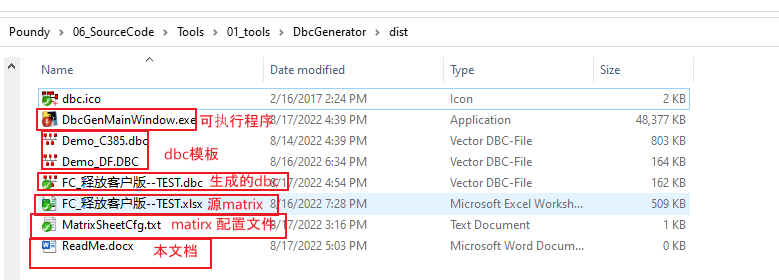 Poundy > 06_SourceCode > Tools > 01_tools > DbcGenerator > dist
Name Date modified Type Size
dbc.ico 2/16/2017 2:24 PM Icon 2 KB
DbcGenMainWindow.exe 可执行程序 8/17/2022 4:39 PM Application 48,377 KB
Demo_C385.dbc 8/14/2022 4:39 PM Vector DBC-File 803 KB
dbc模板
Demo_DF.DBC 8/16/2022 6:34 PM Vector DBC-File 164 KB
FC_释放客户版--TEST.dbc 生成的dbc 8/17/2022 4:54 PM Vector DBC-File 162 KB
FC_释放客户版--TEST.xlsx 源matrix 8/16/2022 7:28 PM Microsoft Excel Worksh... 509 KB
MatrixSheetCfg.txt matirx 配置文件 8/17/2022 3:16 PM Text Document 1 KB
ReadMe.docx 本文档 8/17/2022 5:03 PM Microsoft Word Docum... 0 KB